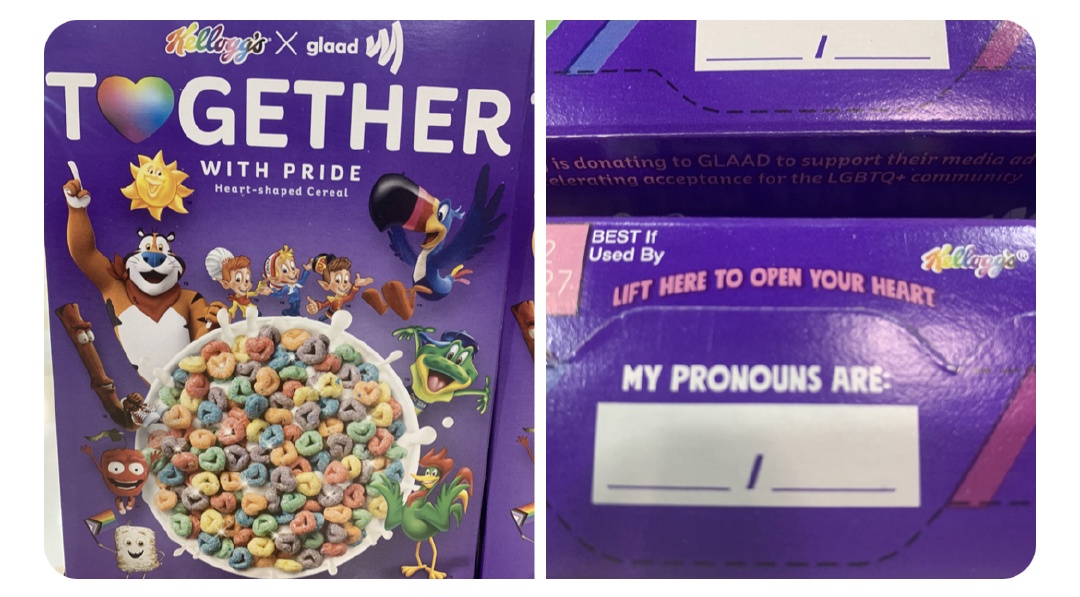 Kellogg's X glaad
TOGETHER
WITH PRIDE
Heart-shaped Cereal
/
is donating to GLAAD to support their media ad
elerating acceptance for the LGBTQ+ community
BEST If
Used By
Kellogg's®
LIFT HERE TO OPEN YOUR HEART
MY PRONOUNS ARE:
/